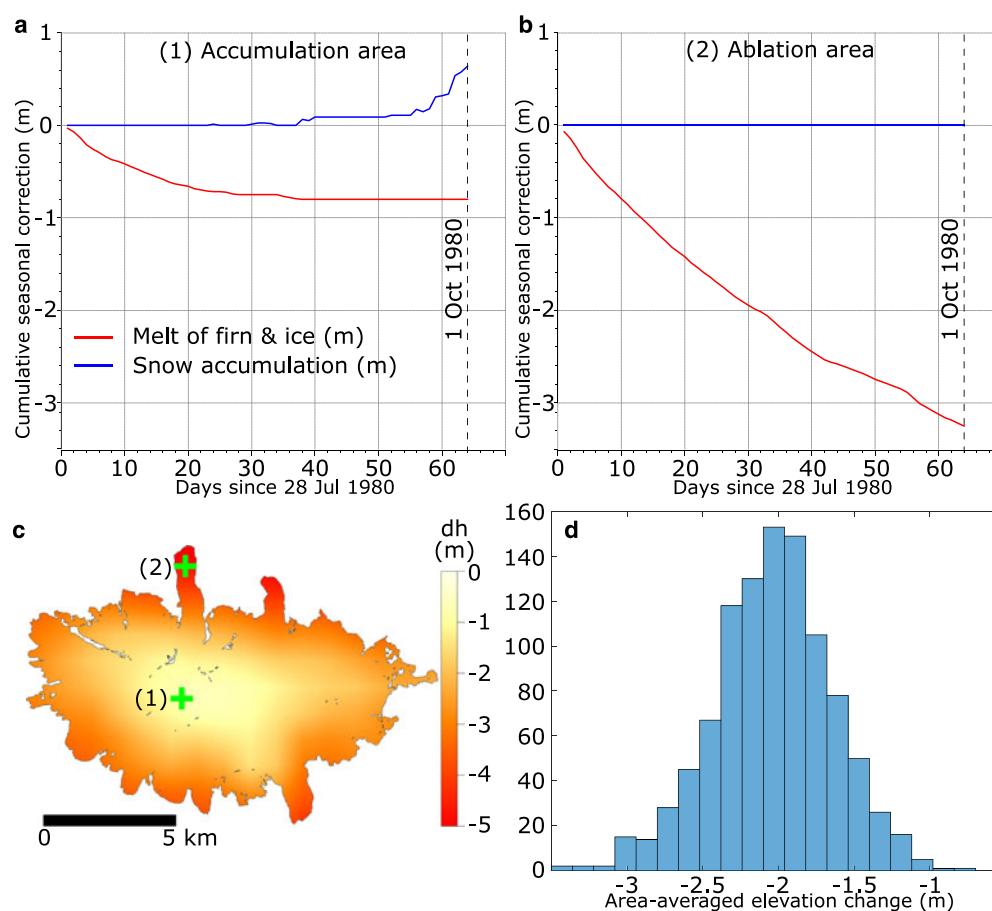 a
(1) Accumulation area
1
0
-1
-2
-3
Cumulative seasonal correction (m)
1 Oct 1980
Melt of firn & ice (m)
Snow accumulation (m)
0 10 20 30 40 50 60
Days since 28 Jul 1980
b
(2) Ablation area
1
0
-1
-2
-3
Cumulative seasonal correction (m)
1 Oct 1980
0 10 20 30 40 50 60
Days since 28 Jul 1980
c
(2)
(1)
dh
(m)
0
-1
-2
-3
-4
-5
0 5 km
d
160
140
120
100
80
60
40
20
0
-3 -2.5 -2 -1.5 -1
Area-averaged elevation change (m)